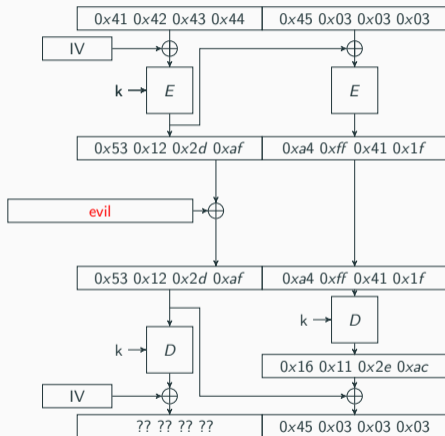 0x41 0x42 0x43 0x44 0x45 0x03 0x03 0x03
IV
k E E
0x53 0x12 0x2d 0xaf 0xa4 0xff 0x41 0x1f
evil
0x53 0x12 0x2d 0xaf 0xa4 0xff 0x41 0x1f
k D
k D
0x16 0x11 0x2e 0xac
IV
?? ?? ?? ?? 0x45 0x03 0x03 0x03